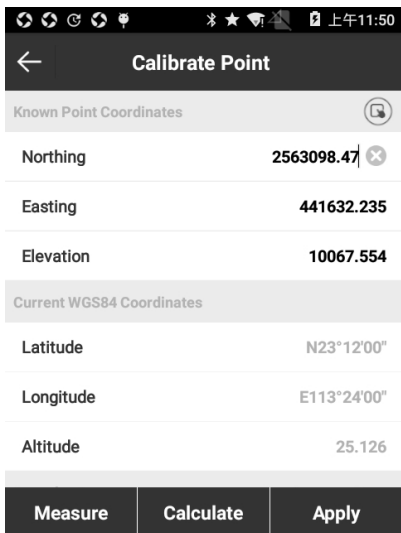 上午11:50
Calibrate Point
Known Point Coordinates
Northing 2563098.47
Easting 441632.235
Elevation 10067.554
Current WGS84 Coordinates
Latitude N23°12'00"
Longitude E113°24'00"
Altitude 25.126
Measure Calculate Apply